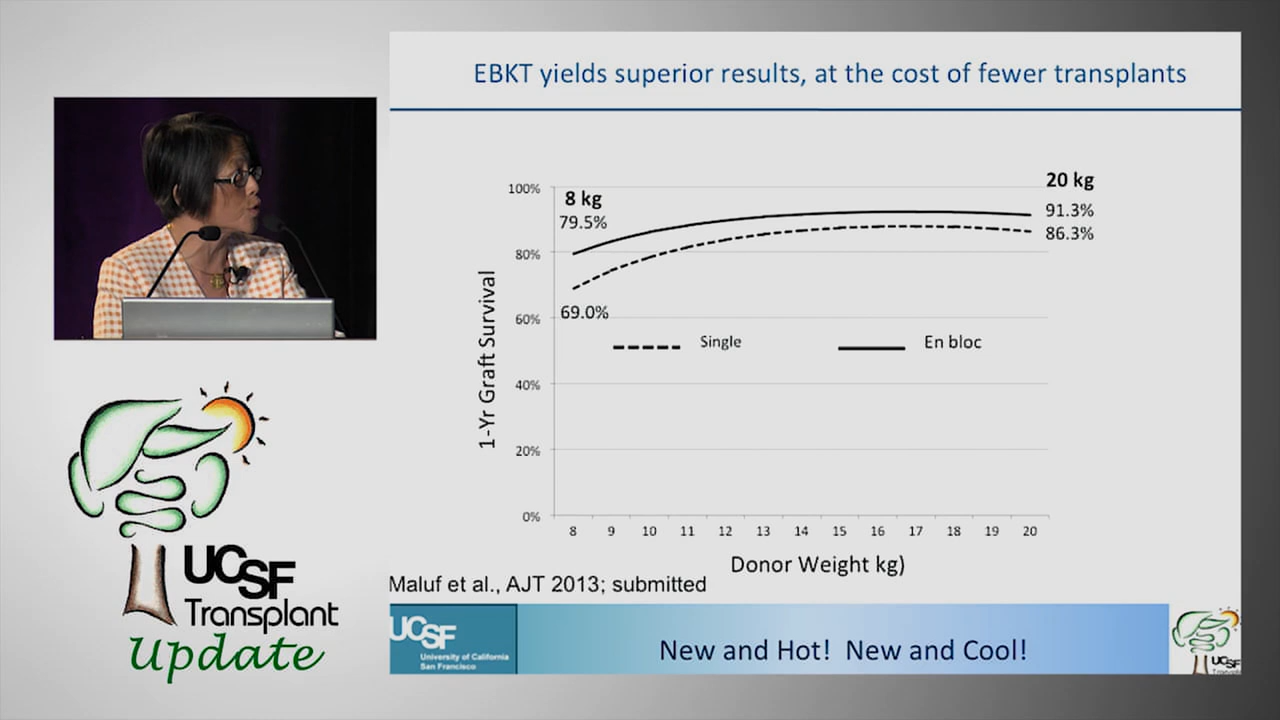 EBKT yields superior results, at the cost of fewer transplants
1-Yr Graft Survival
100%
80%
60%
40%
20%
0%
8 kg
79.5%
69.0%
20 kg
91.3%
86.3%
Single
En bloc
8 9 10 11 12 13 14 15 16 17 18 19 20
Donor Weight kg)
Maluf et al., AJT 2013; submitted
UCSF
University of California
San Francisco
New and Hot! New and Cool!
UCSF
UCSF
Transplant
Update